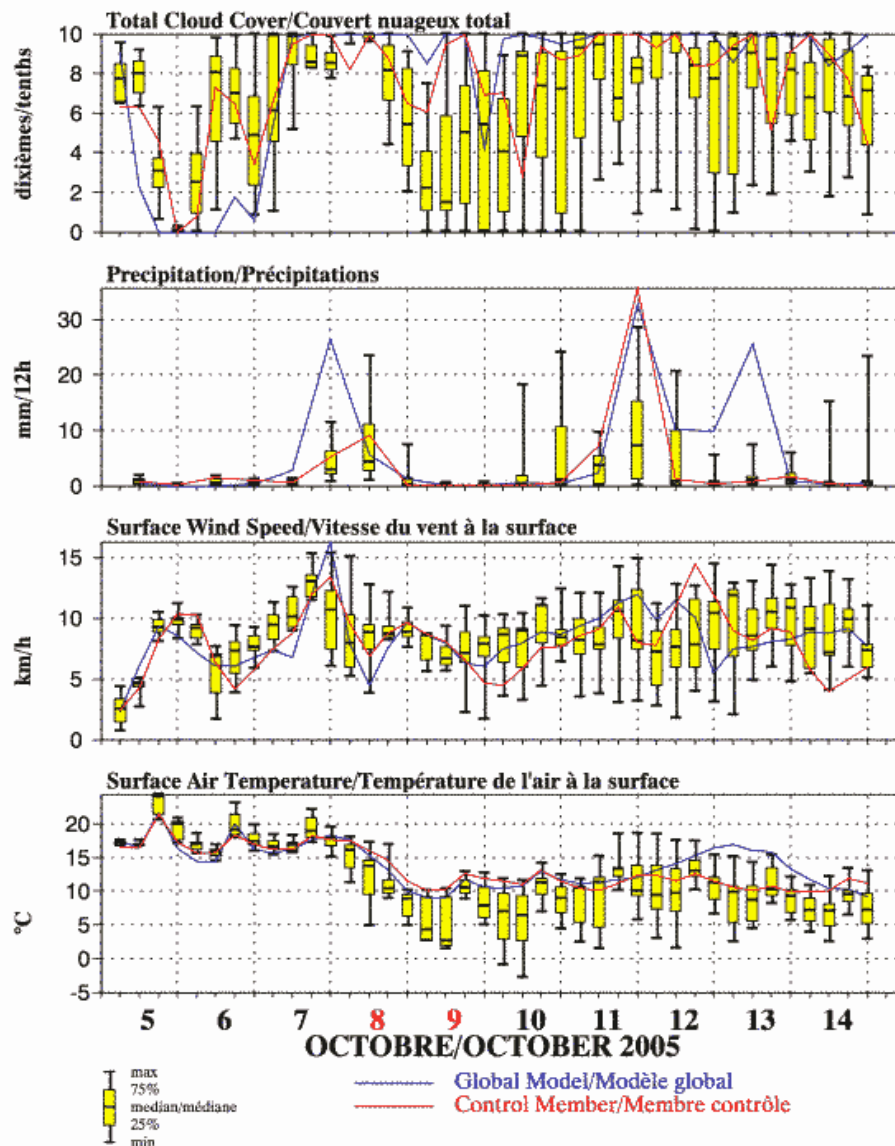 Total Cloud Cover/Couvert nuageux total
dixièmes/tenths
10
8
6
4
2
0
Precipitation/Précipitations
mm/12h
30
20
10
0
Surface Wind Speed/Vitesse du vent à la surface
km/h
15
10
5
0
Surface Air Temperature/Température de l'air à la surface
°C
20
15
10
5
0
-5
5 6 7 8 9 10 11 12 13 14
OCTOBRE/OCTOBER 2005
max
75%
median/médiane
25%
min
Global Model/Modèle global
Control Member/Membre contrôle